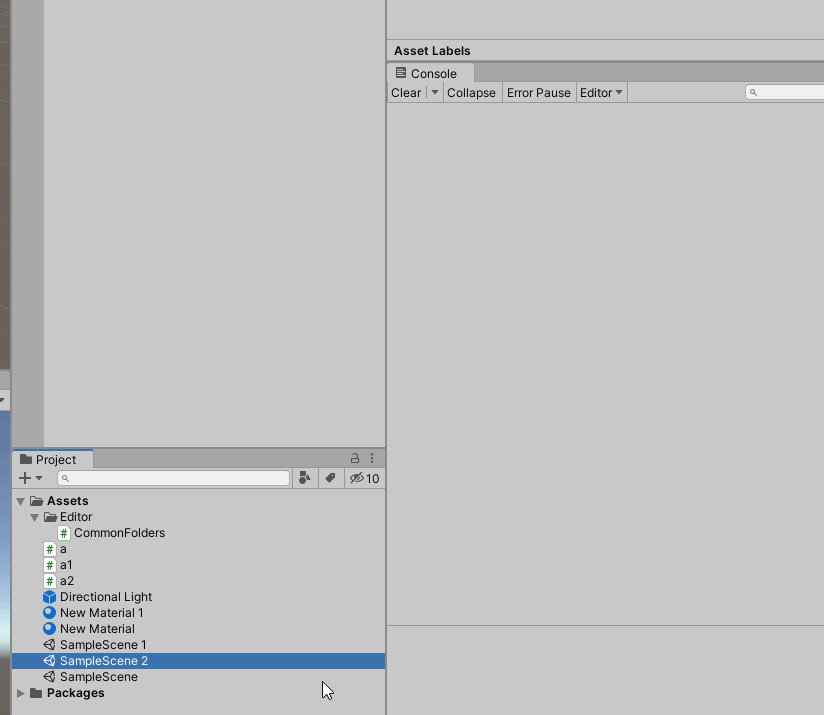 Asset Labels
Console
Clear Collapse Error Pause Editor
Project
10
Assets
Editor
# CommonFolders
# a
# a1
# a2
Directional Light
New Material 1
New Material
SampleScene 1
SampleScene 2
SampleScene
Packages